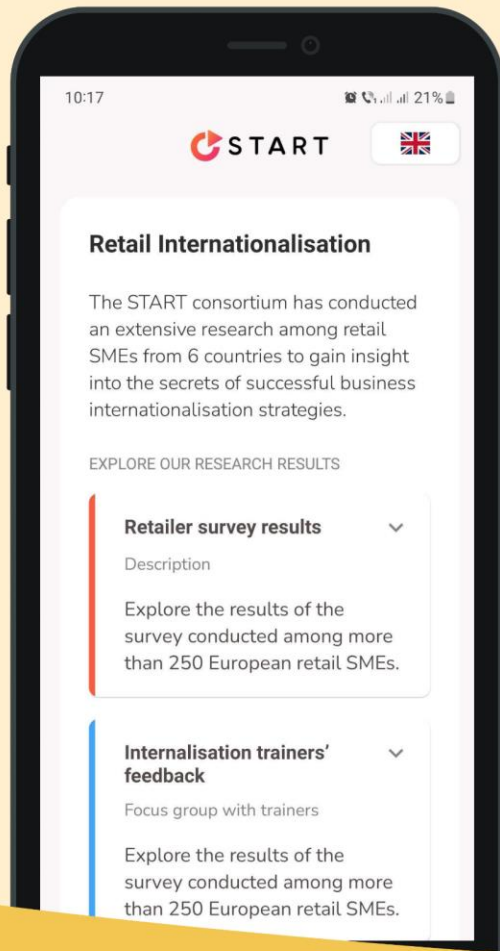 10:17
21%
START
Retail Internationalisation
The START consortium has conducted
an extensive research among retail
SMEs from 6 countries to gain insight
into the secrets of successful business
internationalisation strategies.
EXPLORE OUR RESEARCH RESULTS
Retailer survey results
Description
Explore the results of the
survey conducted among more
than 250 European retail SMEs.
Internalisation trainers’
feedback
Focus group with trainers
Explore the results of the
survey conducted among more
than 250 European retail SMEs.